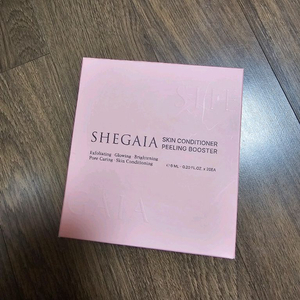 SHEGAIA
SKIN CONDITIONER
PEELING BOOSTER
Exfoliating · Glowing · Brightening
Pore Caring · Skin Conditioning